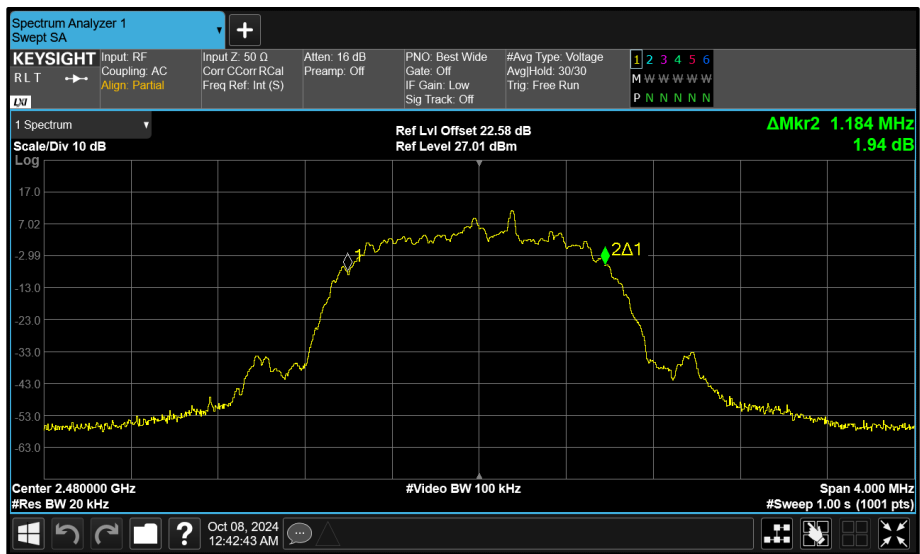 Spectrum Analyzer 1
Swept SA
+
KEYSIGHT
R L T
LXI
Input: RF
Coupling: AC
Align: Partial
Input Z: 50 Ω
Corr CCorr RCal
Freq Ref: Int (S)
Atten: 16 dB
Preamp: Off
PNO: Best Wide
Gate: Off
IF Gain: Low
Sig Track: Off
#Avg Type: Voltage
Avg|Hold: 30/30
Trig: Free Run
1 2 3 4 5 6
M W W W W W
P N N N N N
1 Spectrum
Scale/Div 10 dB
Ref Lvl Offset 22.58 dB
Ref Level 27.01 dBm
ΔMkr2 1.184 MHz
1.94 dB
Log
17.0
7.02
-2.99
-13.0
-23.0
-33.0
-43.0
-53.0
-63.0
1
2Δ1
Center 2.480000 GHz
#Res BW 20 kHz
#Video BW 100 kHz
Span 4.000 MHz
#Sweep 1.00 s (1001 pts)
?
Oct 08, 2024
12:42:43 AM